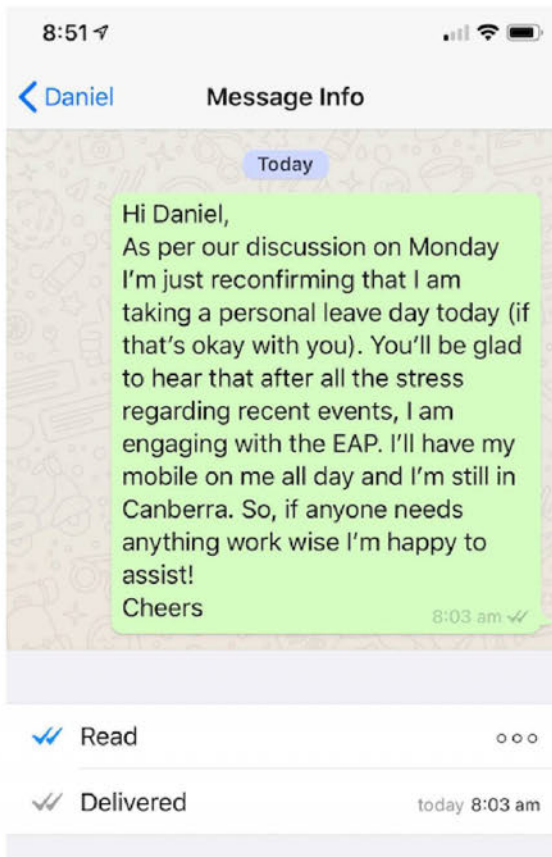 8:51
Daniel
Message Info
Today
Hi Daniel,
As per our discussion on Monday
I'm just reconfirming that I am
taking a personal leave day today (if
that's okay with you). You'll be glad
to hear that after all the stress
regarding recent events, I am
engaging with the EAP. I'll have my
mobile on me all day and I'm still in
Canberra. So, if anyone needs
anything work wise I'm happy to
assist!
Cheers
8:03 am
Read
Delivered
today 8:03 am